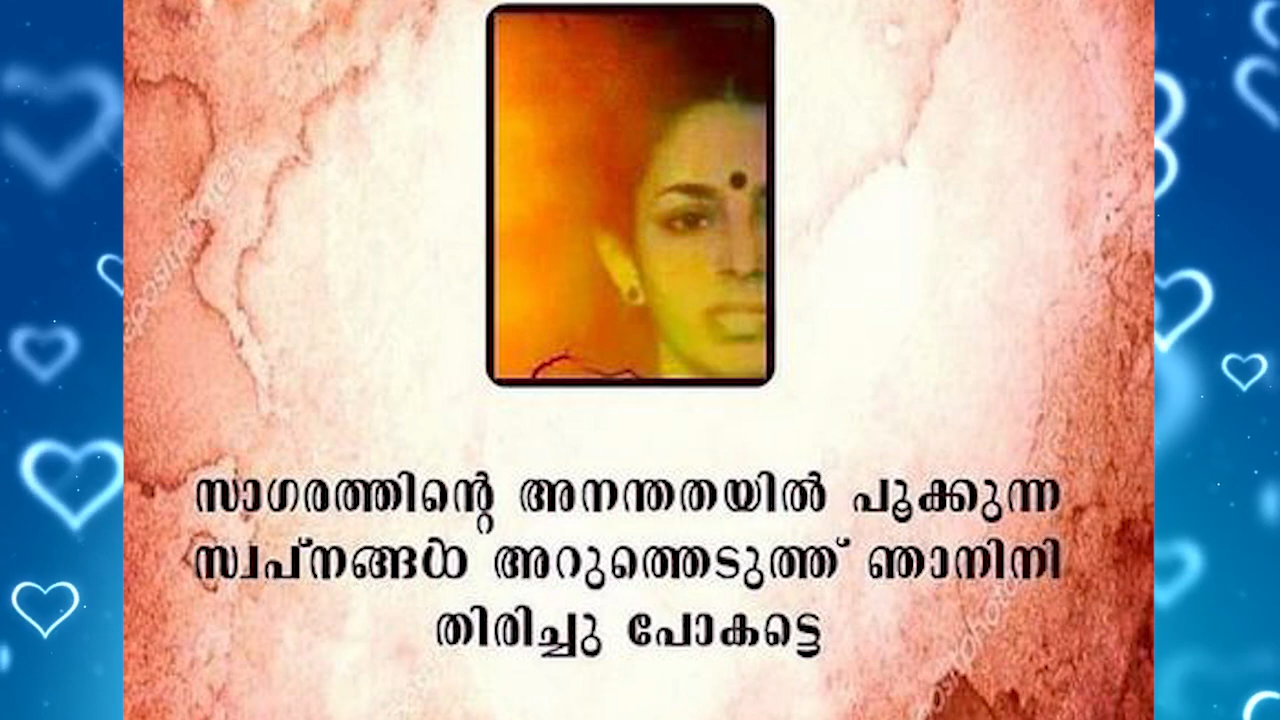 സാഗരത്തിന്റെ അനന്തതയിൽ പൂക്കുന്ന
സ്വപ്നങ്ങൾ അറുത്തെടുത്ത് ഞാനിനി
തിരിച്ചു പോകട്ടെ